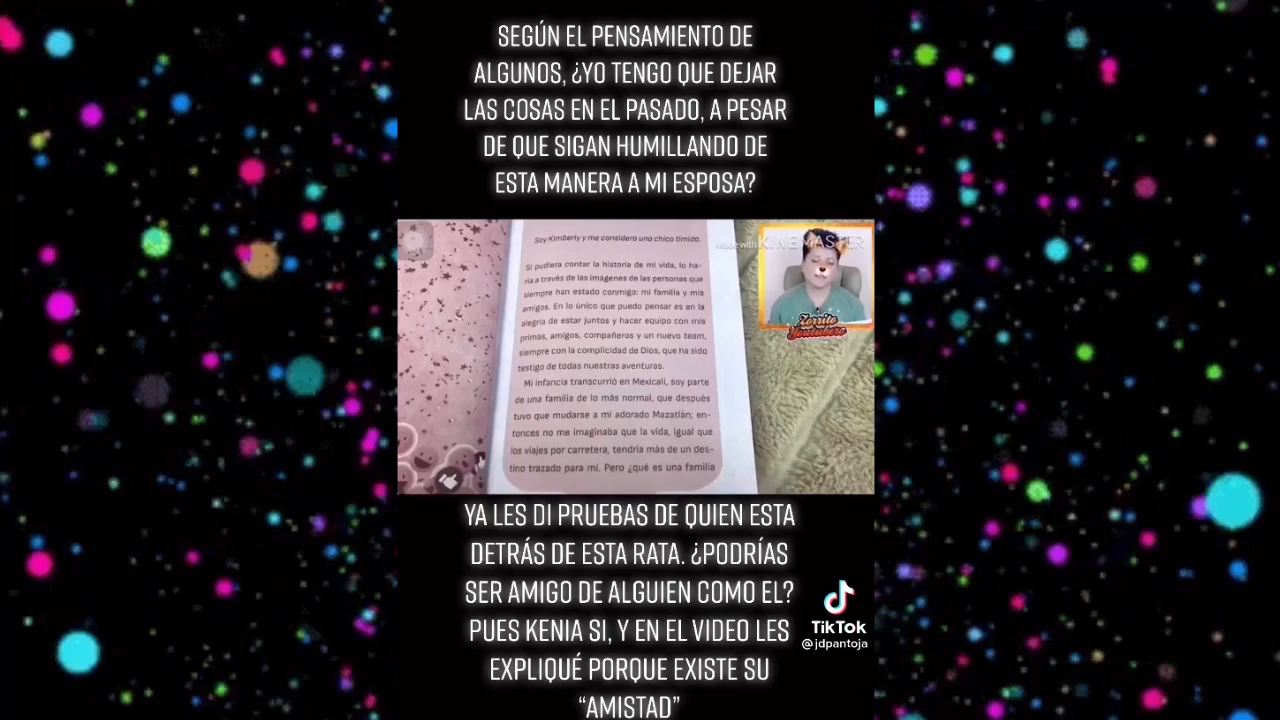 SEGÚN EL PENSAMIENTO DE
ALGUNOS, ¿YO TENGO QUE DEJAR
LAS COSAS EN EL PASADO, A PESAR
DE QUE SIGAN HUMILLANDO DE
ESTA MANERA A MI ESPOSA?
Soy Kimberly y me considero una chico tímido.
Si pudiera contar la historia de mi vida, lo ha-
ría a través de las imágenes de las personas que
siempre han estado conmigo: mi familia y mis
amigos. En lo único que puedo pensar es en la
alegría de estar juntos y hacer equipo con mis
primas, amigos, compañeros y un nuevo team,
siempre con la complicidad de Dios, que ha sido
testigo de todas nuestras aventuras.
Mi infancia transcurrió en Mexicali, soy parte
de una familia de lo más normal, que después
tuvo que mudarse a mi adorado Mazatlán; en-
tonces no me imaginaba que la vida, igual que
los viajes por carretera, tendría más de un des-
tino trazado para mí. Pero ¿qué es una familia
Made with KINEMASTER
Zorrito
Youtubero
YA LES DI PRUEBAS DE QUIEN ESTA
DETRÁS DE ESTA RATA. ¿PODRÍAS
SER AMIGO DE ALGUIEN COMO EL?
PUES KENIA SI, Y EN EL VIDEO LES
EXPLIQUÉ PORQUE EXISTE SU
“AMISTAD”
TikTok
@jdpantoja